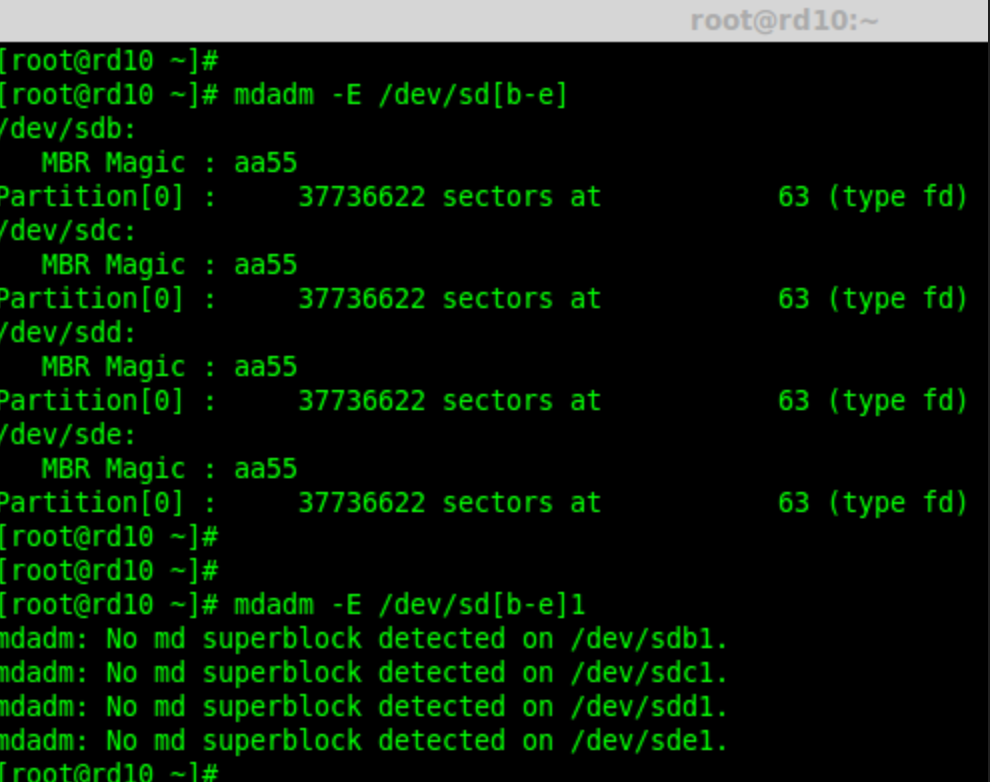 root@rd10:~
[root@rd10 ~]#
[root@rd10 ~]# mdadm -E /dev/sd[b-e]
/dev/sdb:
   MBR Magic : aa55
Partition[0] :     37736622 sectors at           63 (type fd)
/dev/sdc:
   MBR Magic : aa55
Partition[0] :     37736622 sectors at           63 (type fd)
/dev/sdd:
   MBR Magic : aa55
Partition[0] :     37736622 sectors at           63 (type fd)
/dev/sde:
   MBR Magic : aa55
Partition[0] :     37736622 sectors at           63 (type fd)
[root@rd10 ~]#
[root@rd10 ~]#
[root@rd10 ~]# mdadm -E /dev/sd[b-e]1
mdadm: No md superblock detected on /dev/sdb1.
mdadm: No md superblock detected on /dev/sdc1.
mdadm: No md superblock detected on /dev/sdd1.
mdadm: No md superblock detected on /dev/sde1.
[root@rd10 ~]#